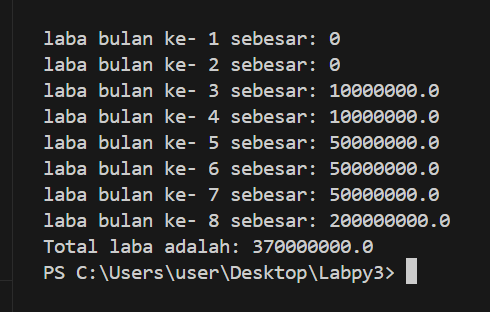 laba bulan ke- 1 sebesar: 0
laba bulan ke- 2 sebesar: 0
laba bulan ke- 3 sebesar: 10000000.0
laba bulan ke- 4 sebesar: 10000000.0
laba bulan ke- 5 sebesar: 50000000.0
laba bulan ke- 6 sebesar: 50000000.0
laba bulan ke- 7 sebesar: 50000000.0
laba bulan ke- 8 sebesar: 200000000.0
Total laba adalah: 370000000.0
PS C:\Users\user\Desktop\Labpy3>